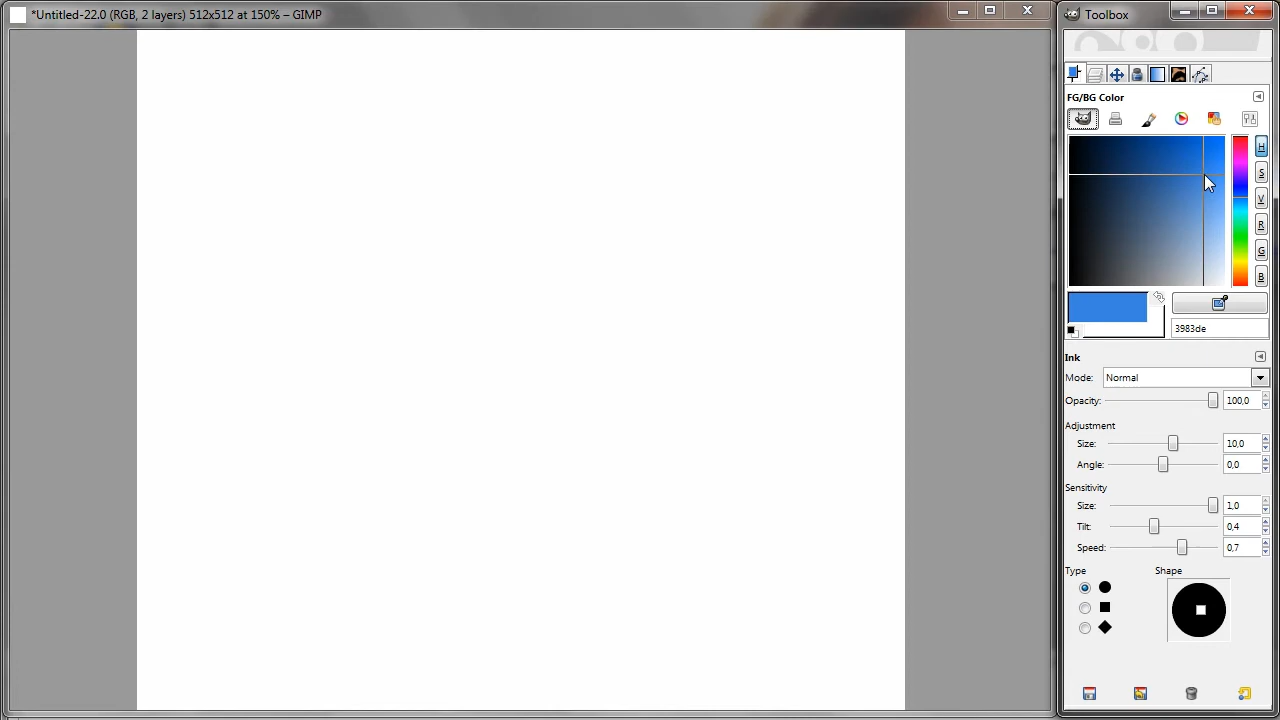 *Untitled-22.0 (RGB, 2 layers) 512x512 at 150% – GIMP
Toolbox
FG/BG Color
H
S
V
R
G
B
3983de
Ink
Mode: Normal
Opacity: 100,0
Adjustment
Size: 10,0
Angle: 0,0
Sensitivity
Size: 1,0
Tilt: 0,4
Speed: 0,7
Type Shape